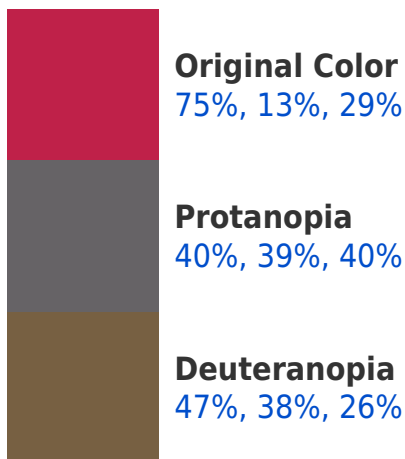 Original Color
75%, 13%, 29%
Protanopia
40%, 39%, 40%
Deuteranopia
47%, 38%, 26%